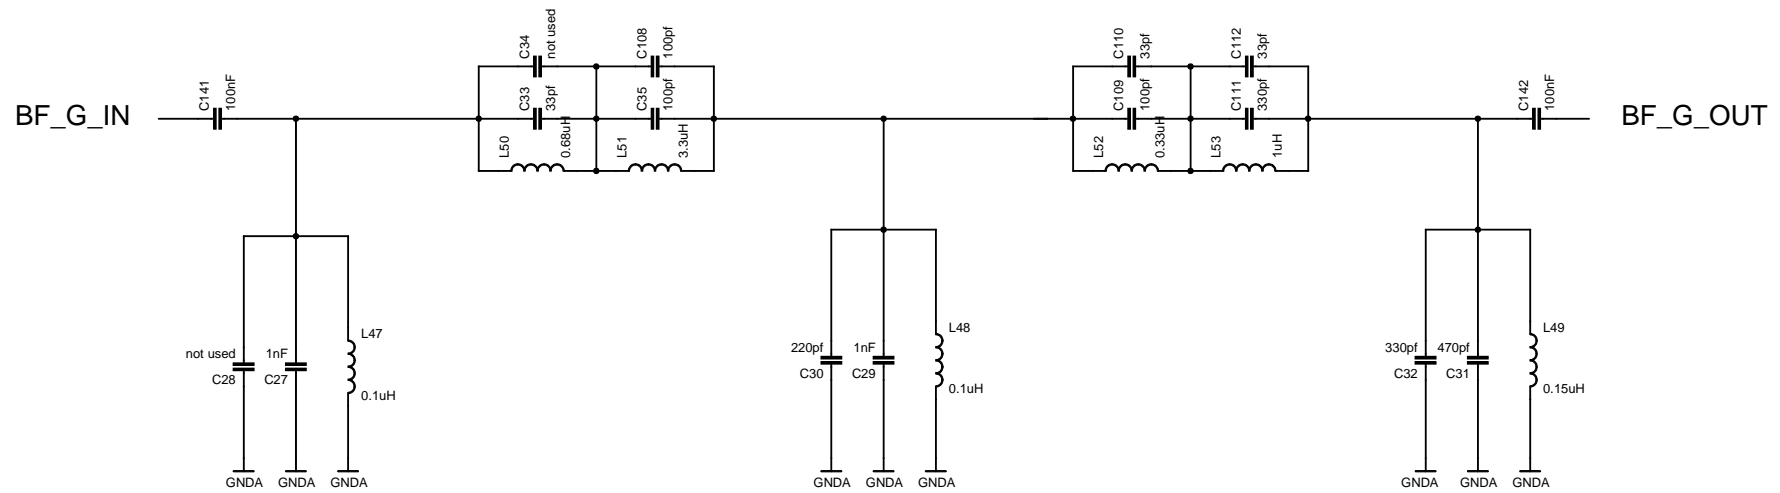 C34
not used
C108
100pf
C110
33pf
C112
33pf
C141
100nF
C33
33pf
C35
100pf
C109
100pf
C111
330pf
C142
100nF
BF_G_IN
BF_G_OUT
L50
0.68uH
L51
3.3uH
L52
0.33uH
L53
1uH
L47
L48
L49
not used
1nF
220pf
1nF
330pf
470pf
C28
C27
C30
C29
C32
C31
0.1uH
0.1uH
0.15uH
GNDA
GNDA
GNDA
GNDA
GNDA
GNDA
GNDA
GNDA
GNDA